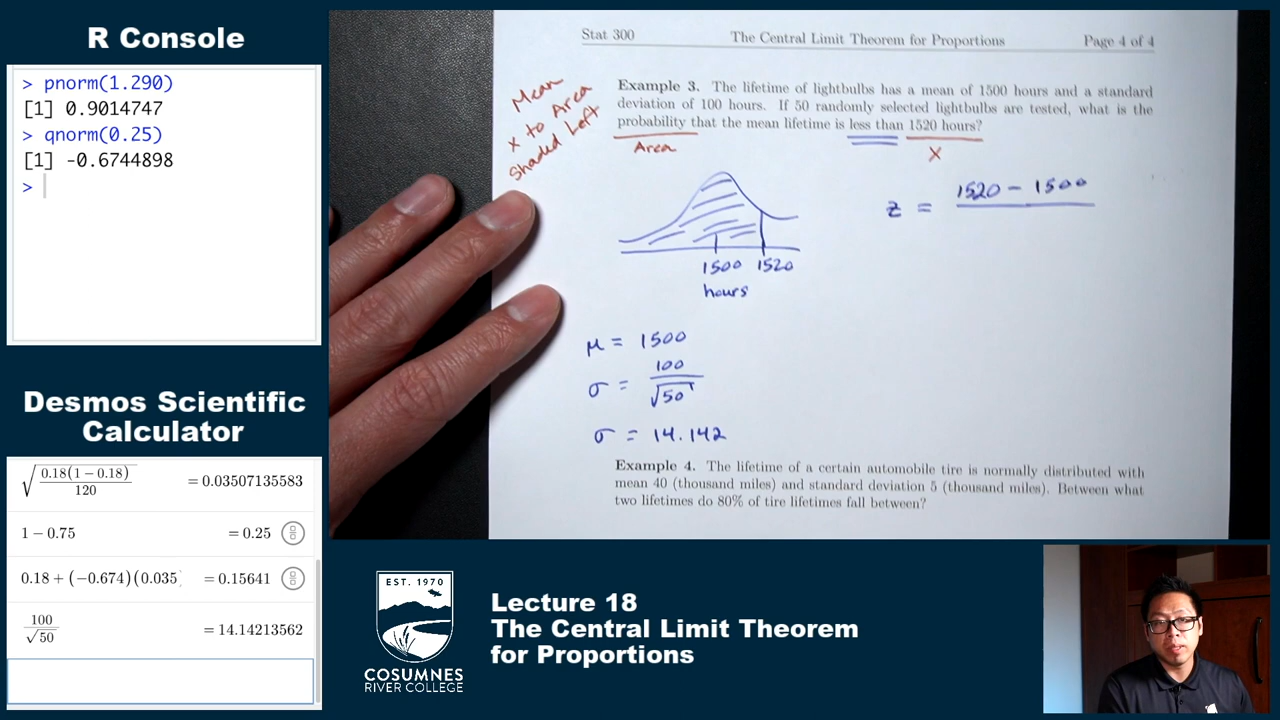 R Console
> pnorm(1.290)
[1] 0.9014747
> qnorm(0.25)
[1] -0.6744898
>
Desmos Scientific
Calculator
√(0.18(1−0.18)/120) = 0.03507135583
1 − 0.75 = 0.25
0.18 + (−0.674)(0.035 = 0.15641
100/√50 = 14.14213562
Stat 300 The Central Limit Theorem for Proportions Page 4 of 4
Mean
x to Area
Shaded Left
Example 3. The lifetime of lightbulbs has a mean of 1500 hours and a standard
deviation of 100 hours. If 50 randomly selected lightbulbs are tested, what is the
probability that the mean lifetime is less than 1520 hours?
Area X
z = 1520 − 1500
1500 1520
hours
μ = 1500
σ = 100/√50
σ = 14.142
Example 4. The lifetime of a certain automobile tire is normally distributed with
mean 40 (thousand miles) and standard deviation 5 (thousand miles). Between what
two lifetimes do 80% of tire lifetimes fall between?
EST. 1970
COSUMNES
RIVER COLLEGE
Lecture 18
The Central Limit Theorem
for Proportions